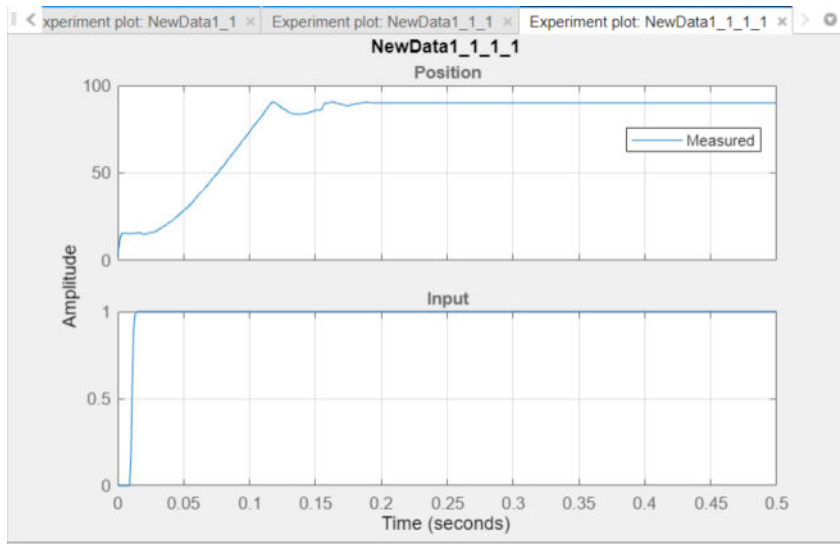 xperiment plot: NewData1_1 × Experiment plot: NewData1_1_1 × Experiment plot: NewData1_1_1_1 ×
NewData1_1_1_1
Position
100
50
0
Measured
Amplitude
Input
1
0.5
0
0 0.05 0.1 0.15 0.2 0.25 0.3 0.35 0.4 0.45 0.5
Time (seconds)